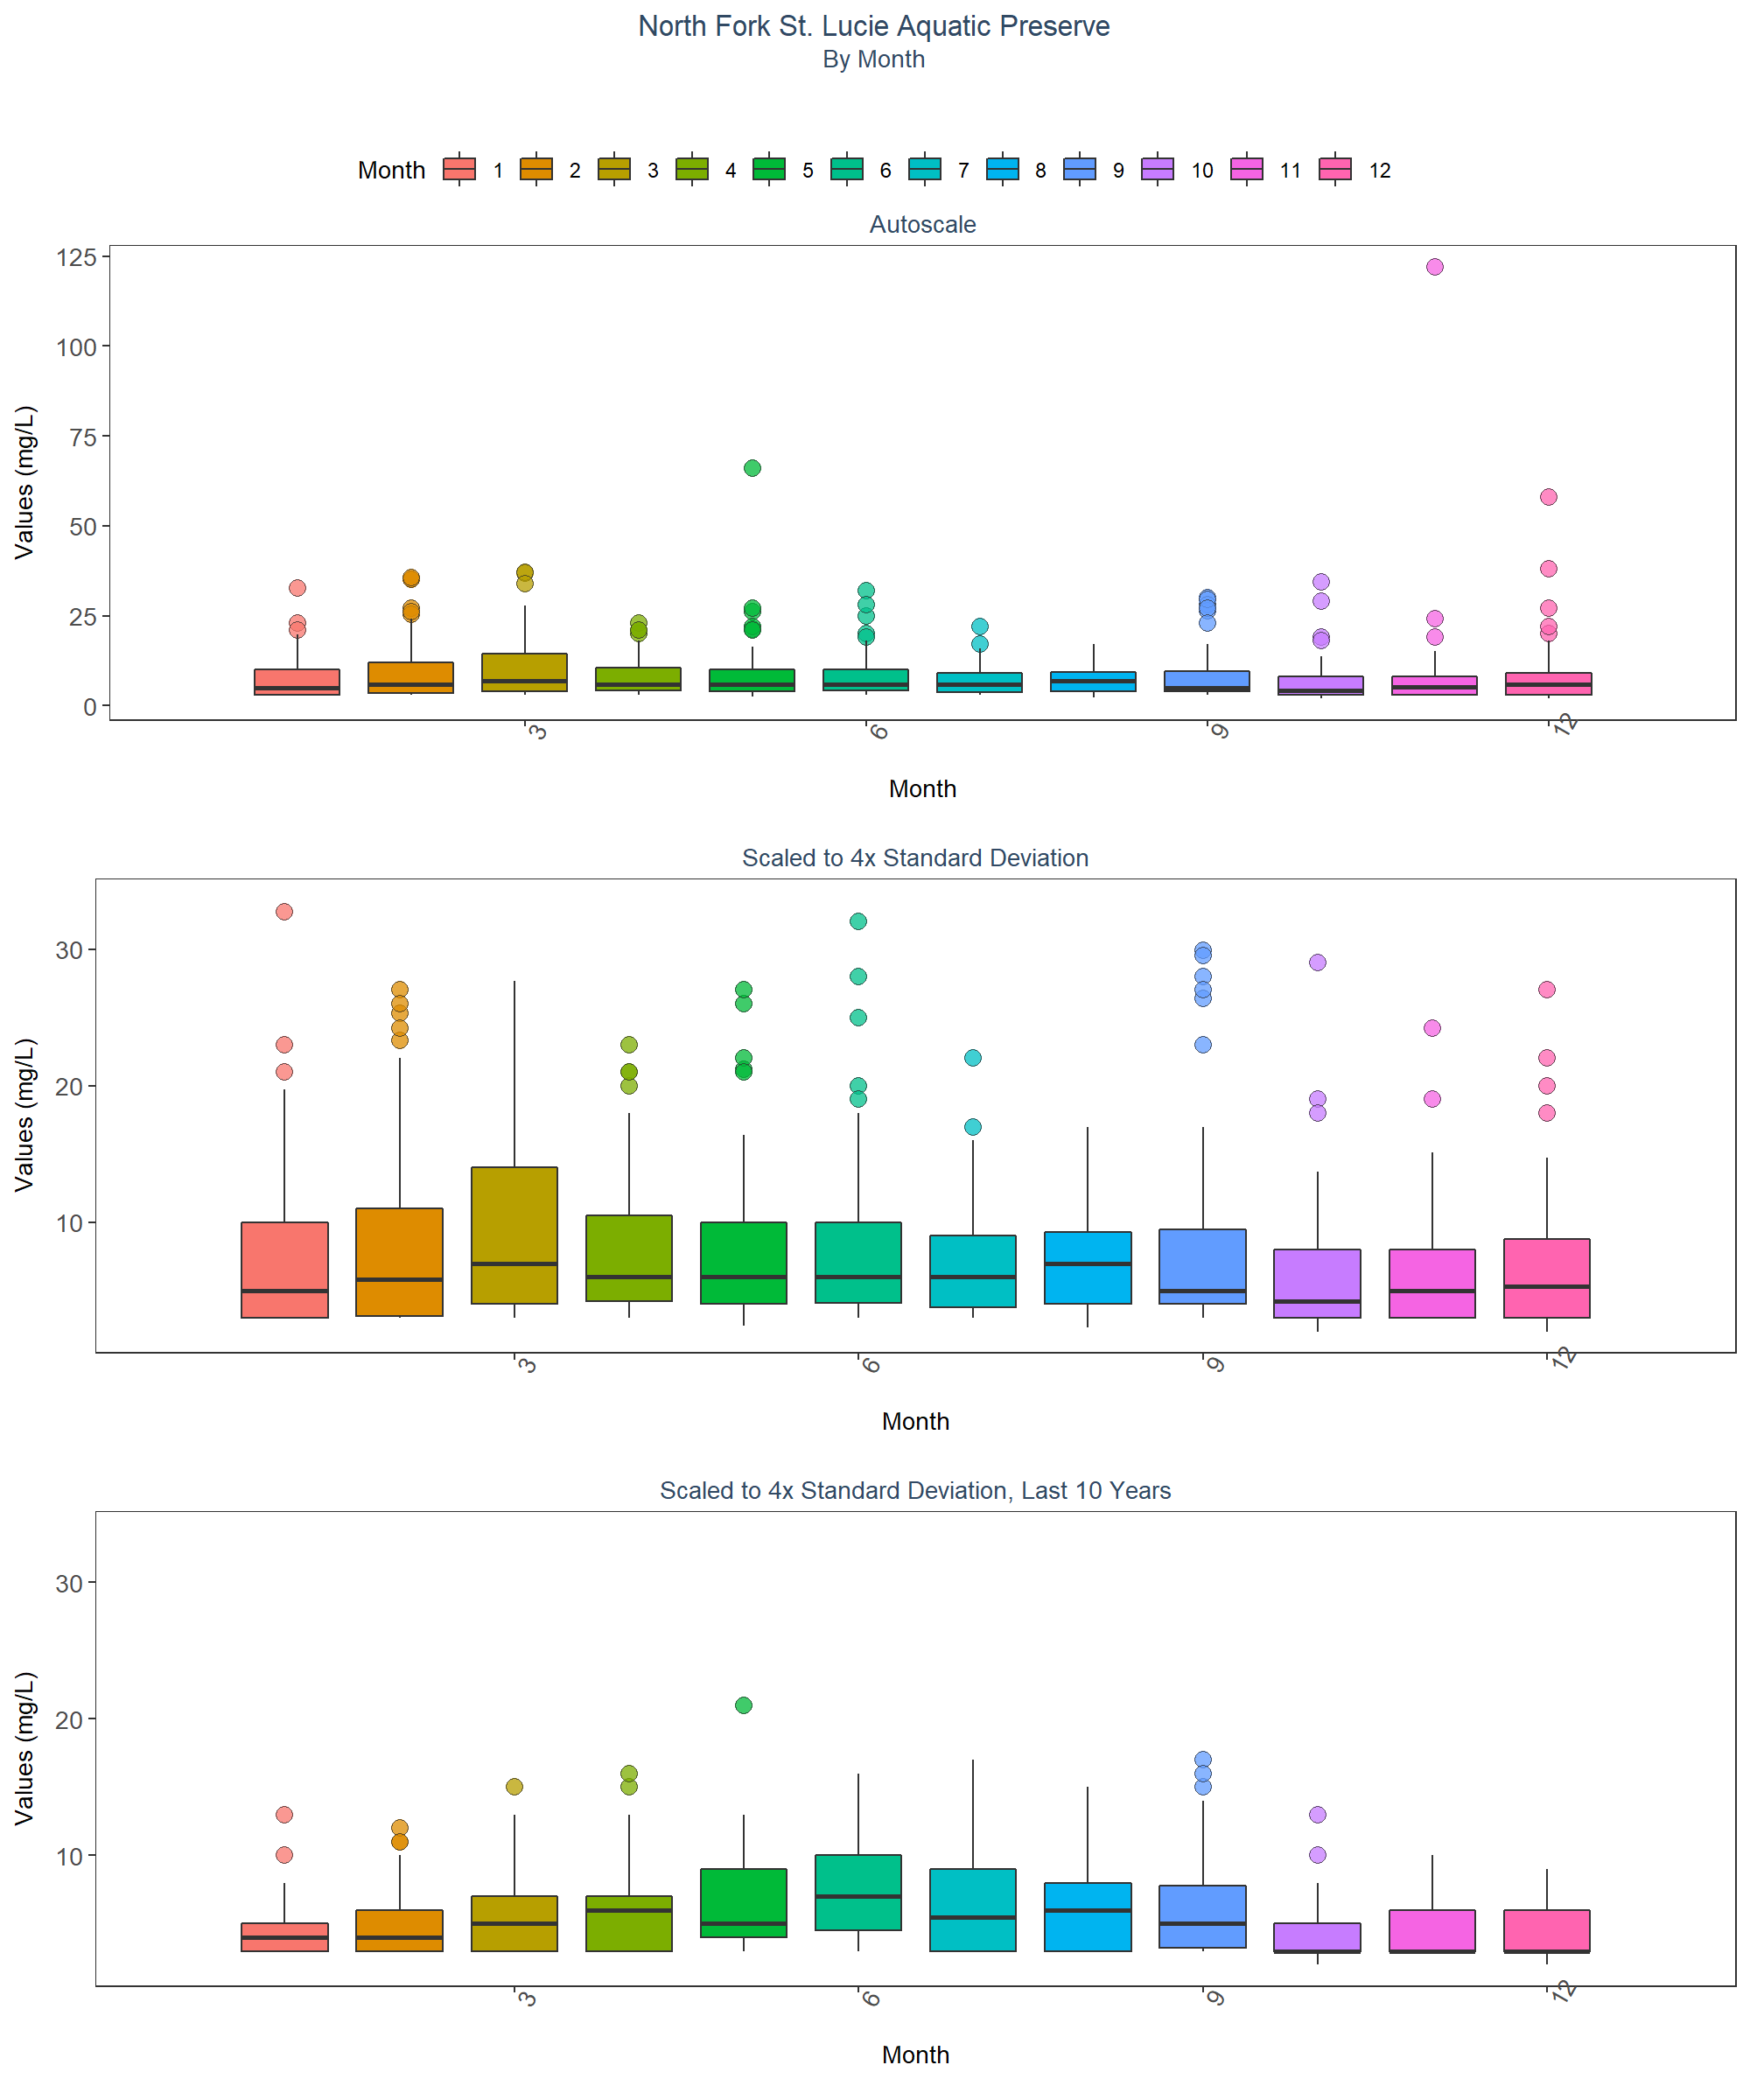 North Fork St. Lucie Aquatic Preserve
By Month
Month 1 2 3 4 5 6 7 8 9 10 11 12
Autoscale
Values (mg/L)
125
100
75
50
25
0
3 6 9 12
Month
Scaled to 4x Standard Deviation
Values (mg/L)
30
20
10
3 6 9 12
Month
Scaled to 4x Standard Deviation, Last 10 Years
Values (mg/L)
30
20
10
3 6 9 12
Month